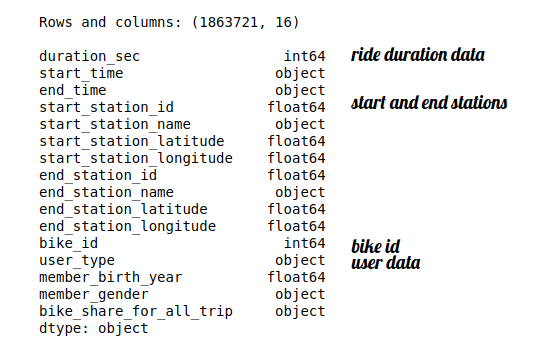 Rows and columns: (1863721, 16)
duration_sec int64 ride duration data
start_time object
end_time object
start_station_id float64 start and end stations
start_station_name object
start_station_latitude float64
start_station_longitude float64
end_station_id float64
end_station_name object
end_station_latitude float64
end_station_longitude float64
bike_id int64 bike id
user_type object user data
member_birth_year float64
member_gender object
bike_share_for_all_trip object
dtype: object